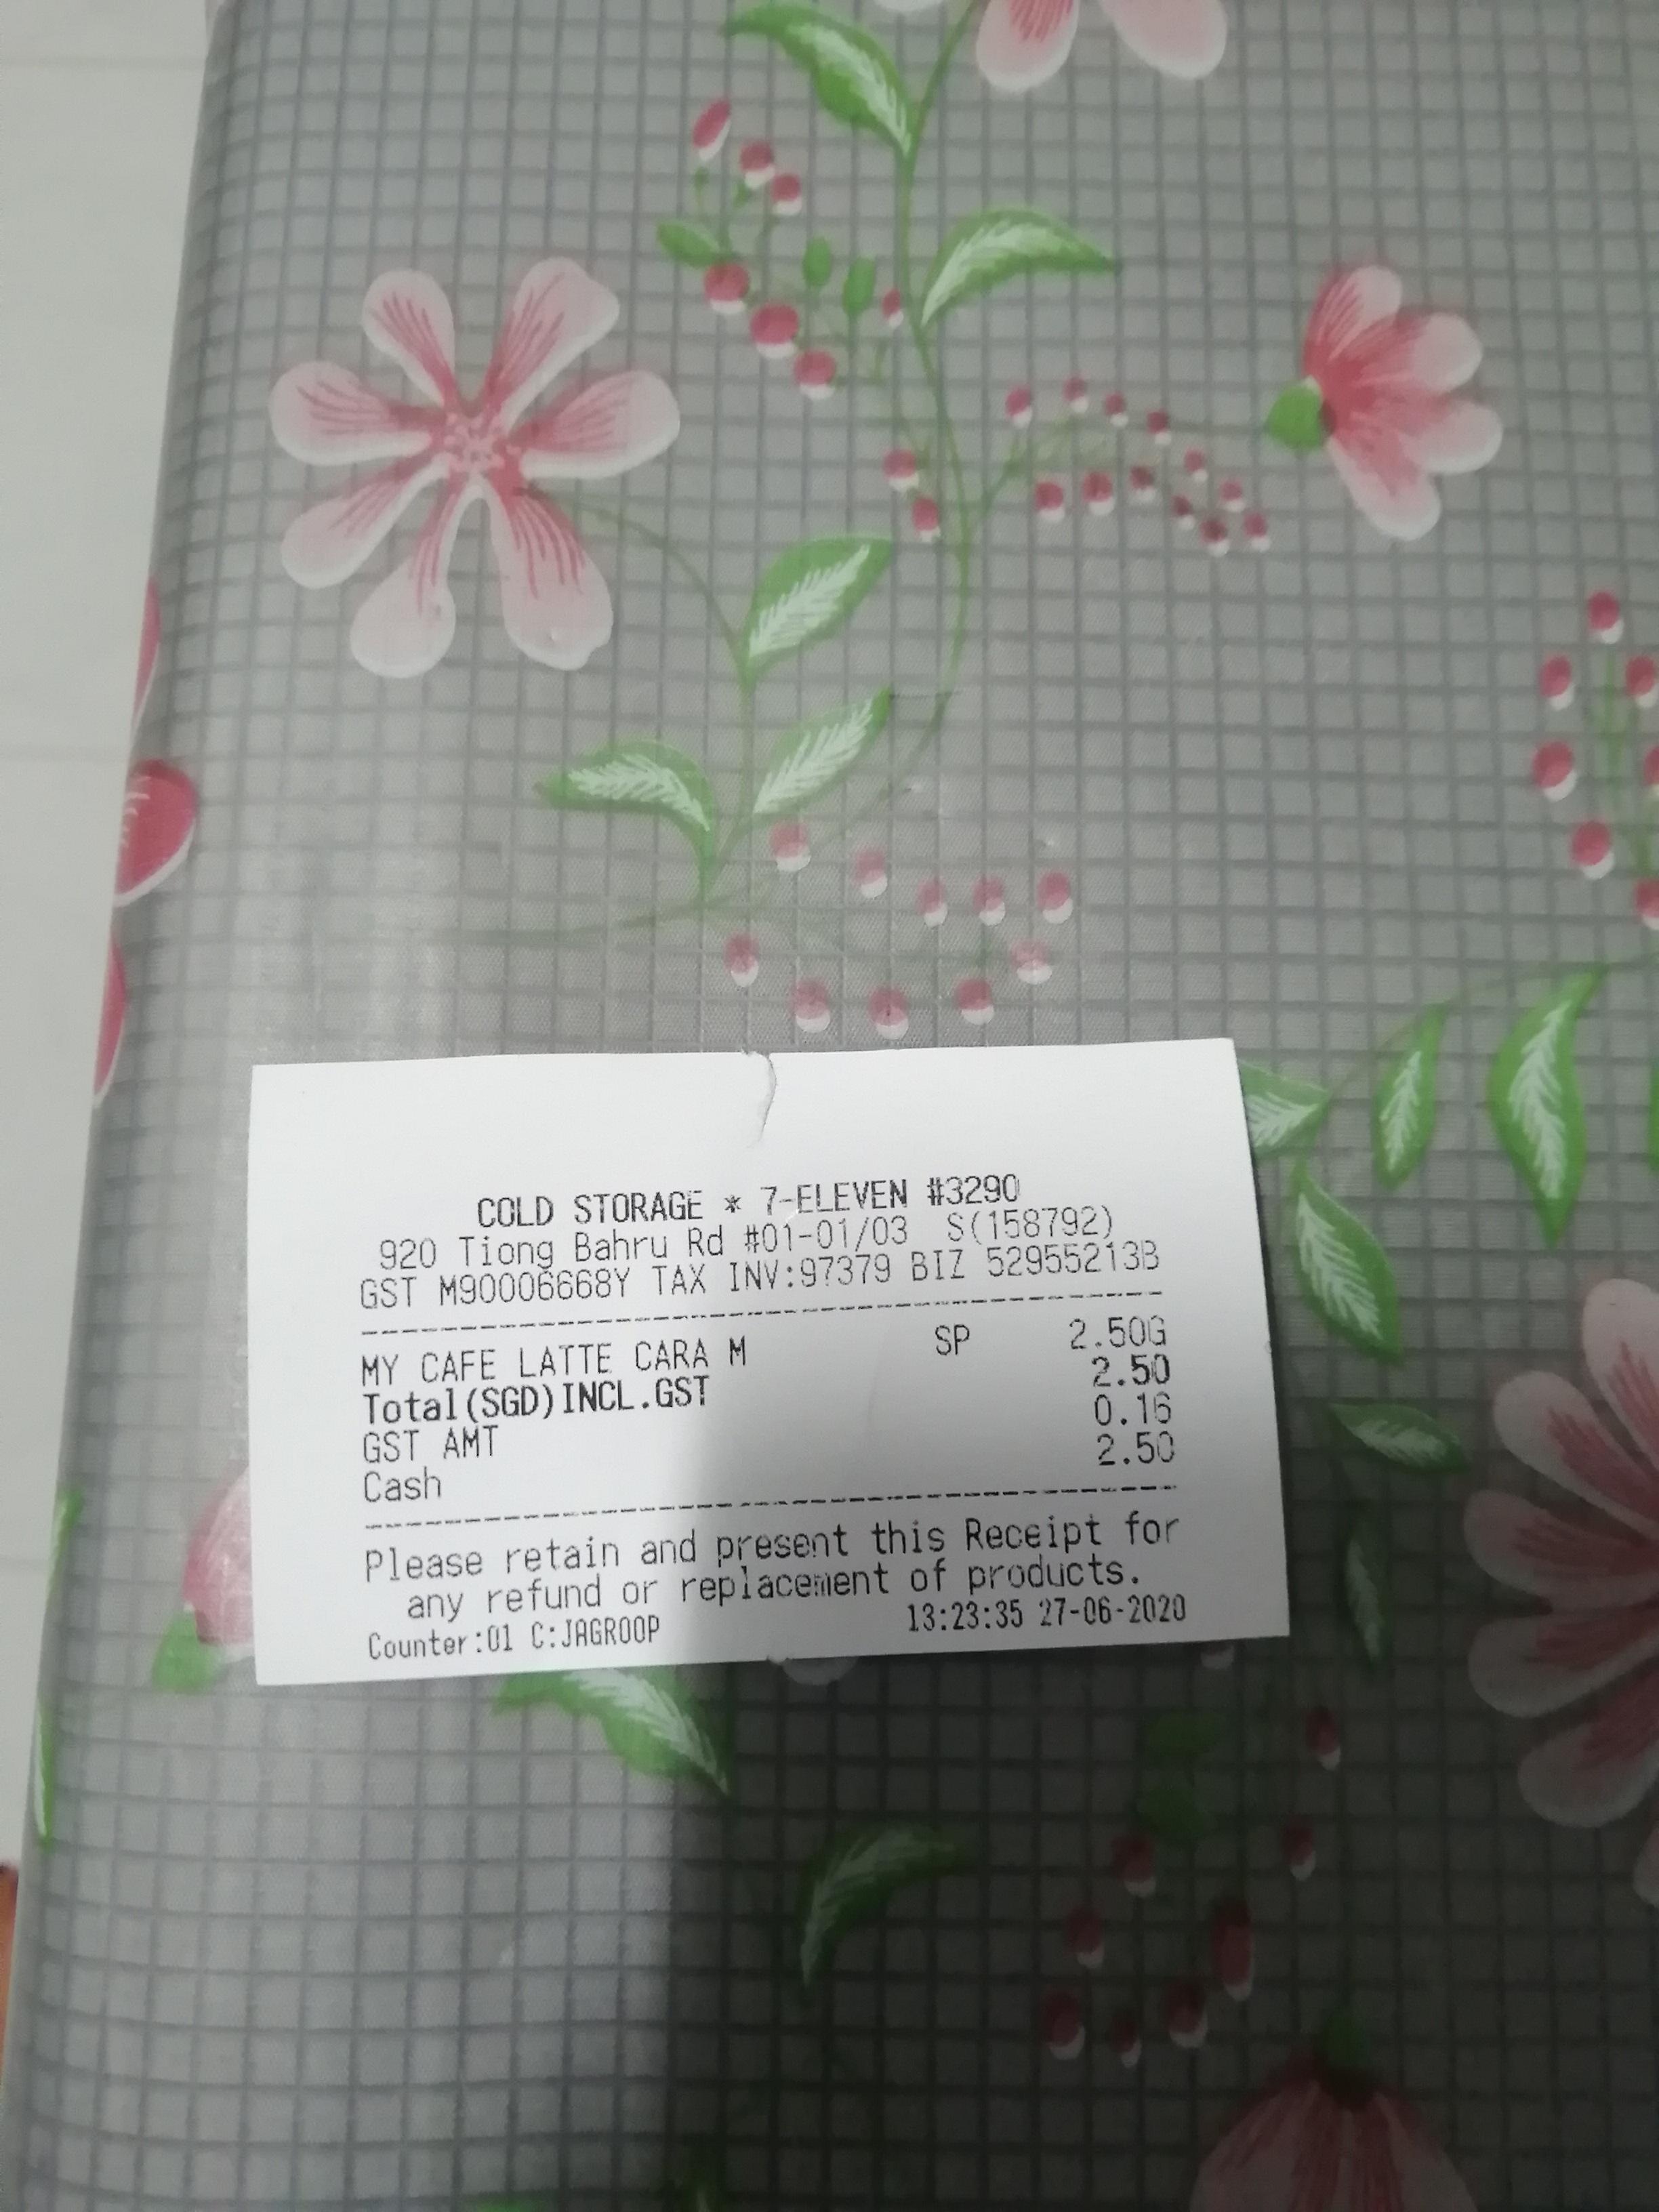 COLD STORAGE * 7-ELEVEN #3290
920 Tiong Bahru Rd #01-01/03 S(158792)
GST M90006668Y TAX INV:97379 BIZ 52955213B
MY CAFE LATTE CARA M SP 2.50G
Total(SGD)INCL.GST 2.50
GST AMT 0.16
Cash 2.50
Please retain and present this Receipt for
any refund or replacement of products.
Counter:01 C:JAGROOP 13:23:35 27-06-2020